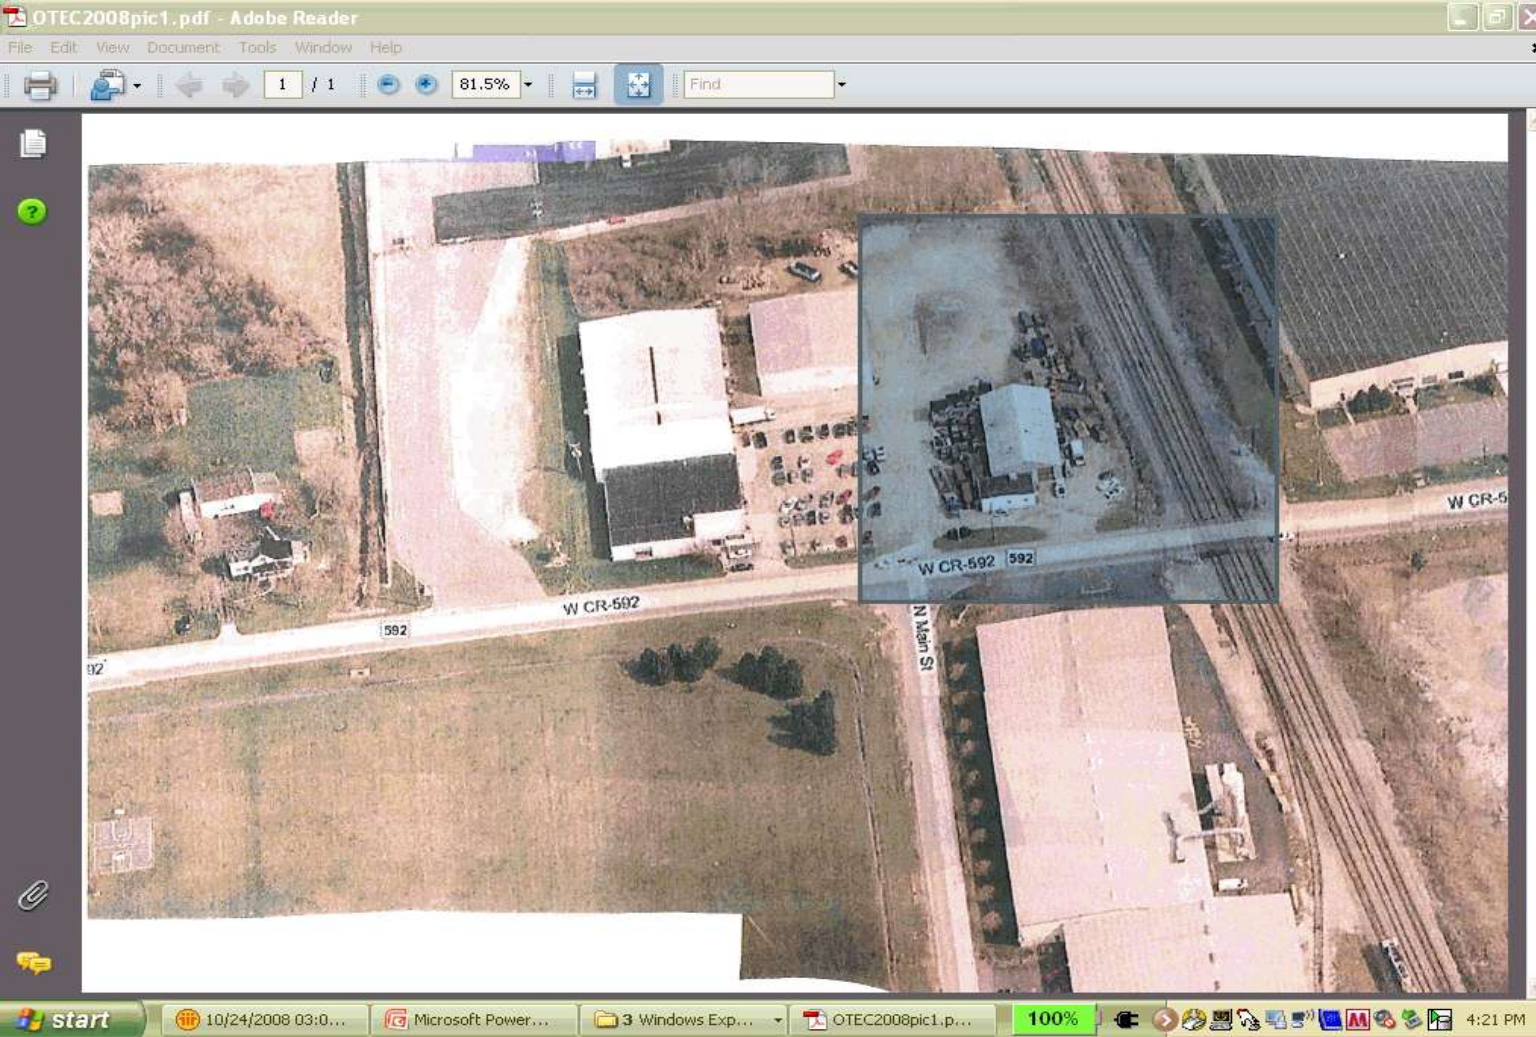 OTEC2008pic1.pdf - Adobe Reader
File Edit View Document Tools Window Help
1 / 1 81.5% Find
W CR-5
W CR-592 592
W CR-592
592
92
N Main St
start 10/24/2008 03:0... Microsoft Power... 3 Windows Exp... OTEC2008pic1.p... 100% 4:21 PM